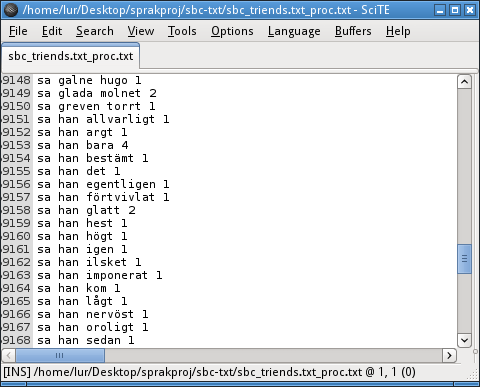 /home/lur/Desktop/sprakproj/sbc-txt/sbc_triends.txt_proc.txt - SciTE
File Edit Search View Tools Options Language Buffers Help
sbc_triends.txt_proc.txt
9148 sa galne hugo 1
9149 sa glada molnet 2
9150 sa greven torrt 1
9151 sa han allvarligt 1
9152 sa han argt 1
9153 sa han bara 4
9154 sa han bestämt 1
9155 sa han det 1
9156 sa han egentligen 1
9157 sa han förtvivlat 1
9158 sa han glatt 2
9159 sa han hest 1
9160 sa han högt 1
9161 sa han igen 1
9162 sa han ilsket 1
9163 sa han imponerat 1
9164 sa han kom 1
9165 sa han lågt 1
9166 sa han nervöst 1
9167 sa han oroligt 1
9168 sa han sedan 1
[INS] /home/lur/Desktop/sprakproj/sbc-txt/sbc_triends.txt_proc.txt @ 1, 1 (0)